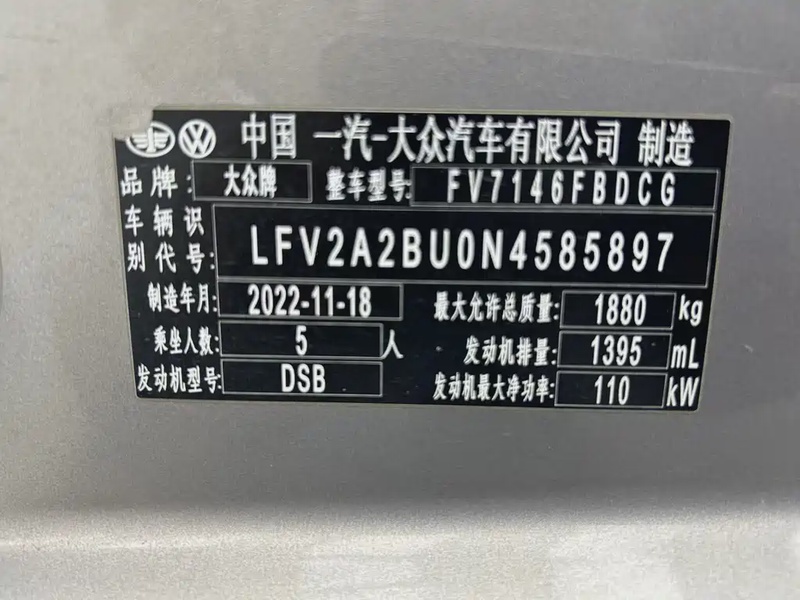 中国 一汽-大众汽车有限公司 制造
品牌: 大众牌 整车型号: FV7146FBDCG
车辆识别代号: LFV2A2BU0N4585897
制造年月: 2022-11-18 最大允许总质量: 1880 kg
乘坐人数: 5 人 发动机排量: 1395 mL
发动机型号: DSB 发动机最大净功率: 110 kW